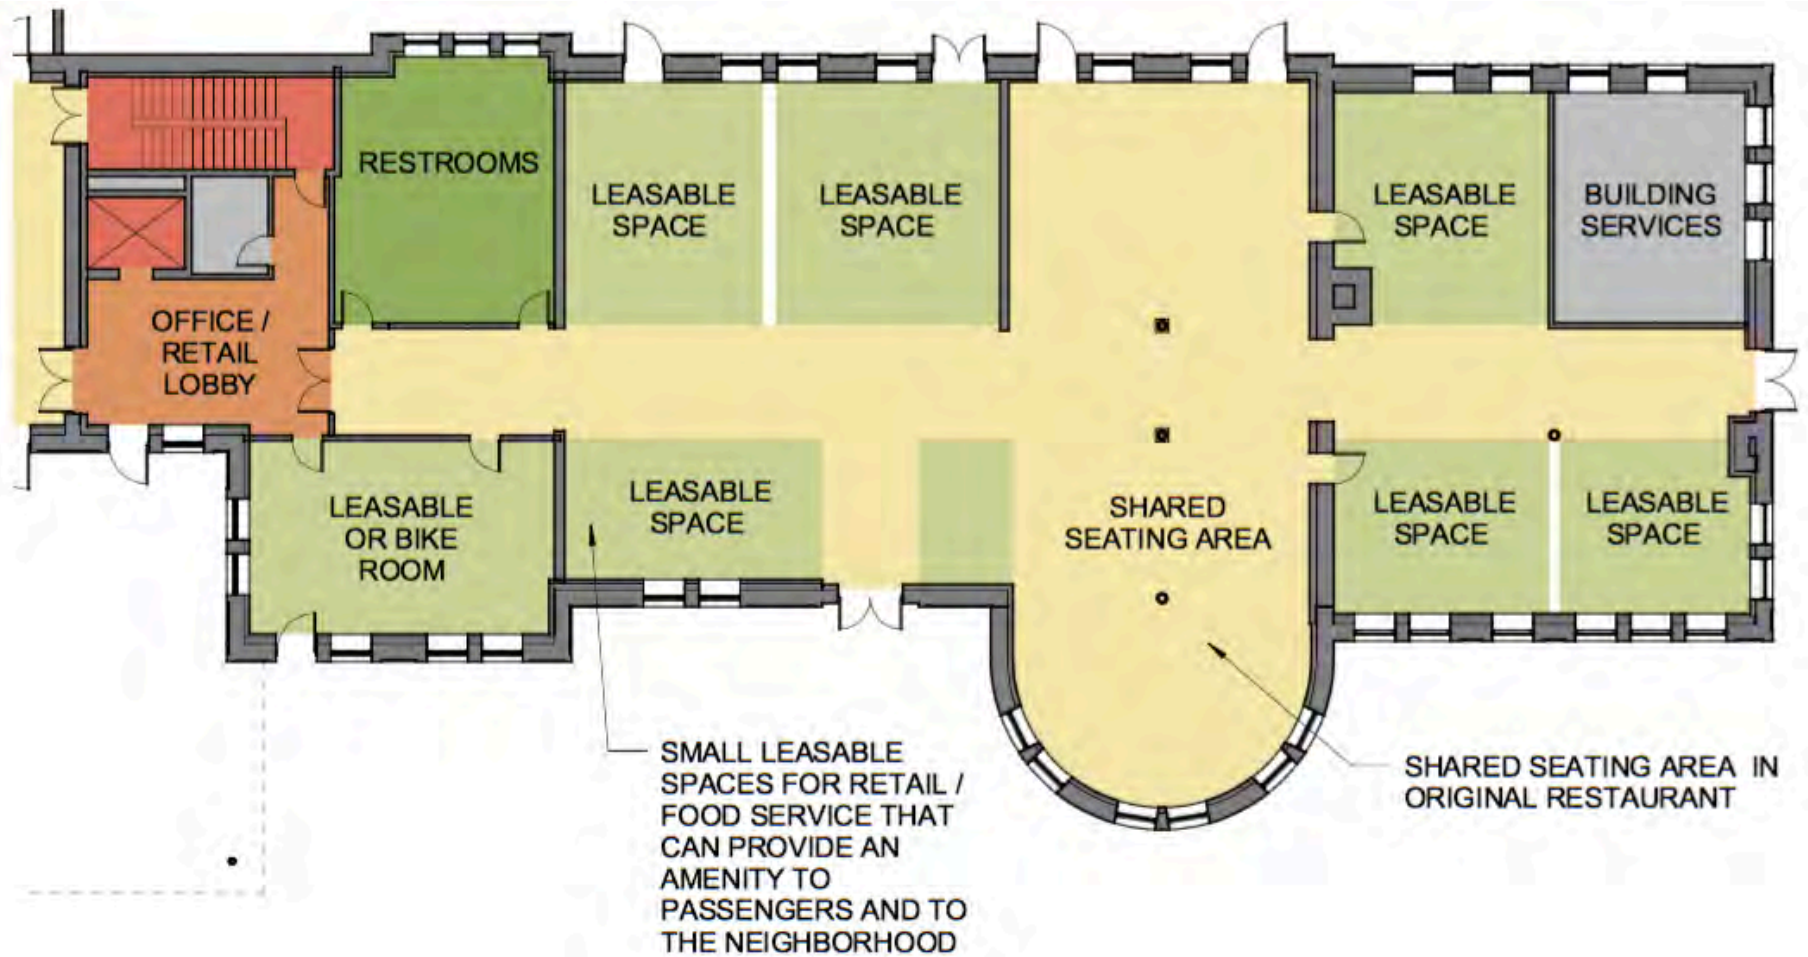 RESTROOMS
LEASABLE
SPACE
LEASABLE
SPACE
LEASABLE
SPACE
BUILDING
SERVICES
OFFICE /
RETAIL
LOBBY
LEASABLE
OR BIKE
ROOM
LEASABLE
SPACE
SHARED
SEATING AREA
LEASABLE
SPACE
LEASABLE
SPACE
SMALL LEASABLE
SPACES FOR RETAIL /
FOOD SERVICE THAT
CAN PROVIDE AN
AMENITY TO
PASSENGERS AND TO
THE NEIGHBORHOOD
SHARED SEATING AREA IN
ORIGINAL RESTAURANT